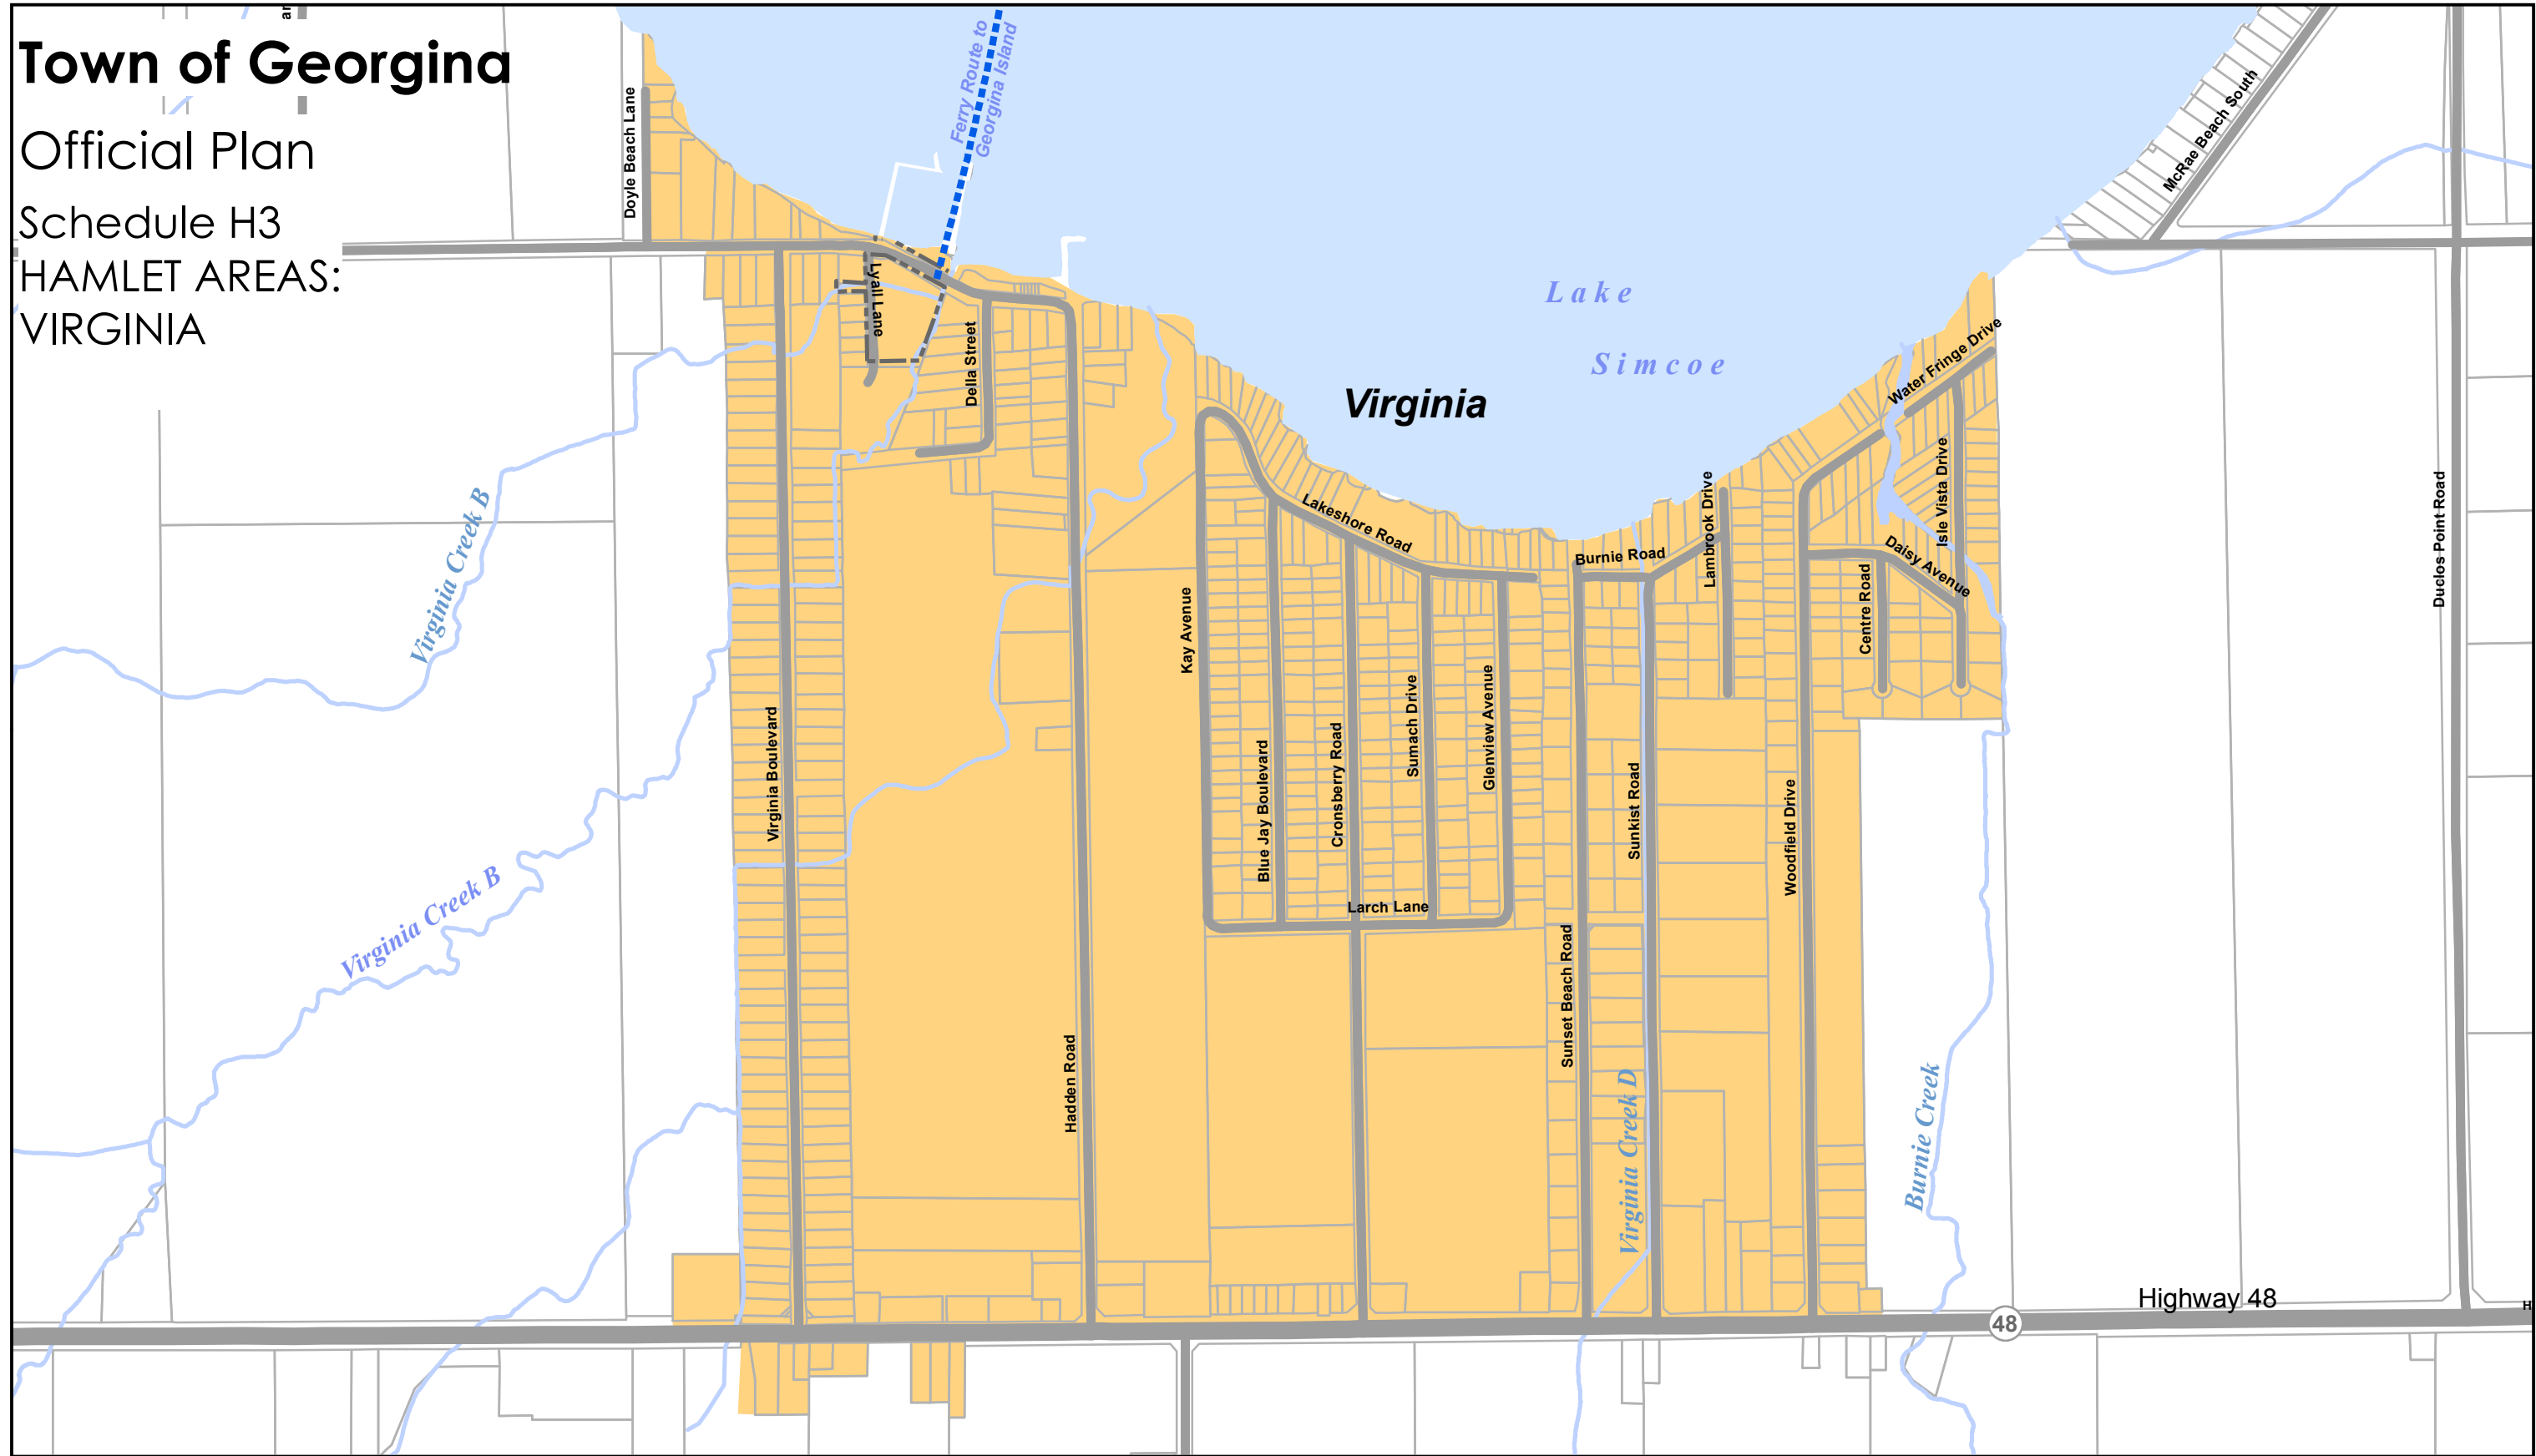 Town of Georgina
Official Plan
Schedule H3
HAMLET AREAS:
VIRGINIA
Doyle Beach Lane
Ferry Route to
Georgina Island
McRae Beach South
Lyall Lane
Della Street
Lake
Simcoe
Virginia
Water Fringe Drive
Isle Vista Drive
Duclos Point Road
Lambrook Drive
Lakeshore Road
Burnie Road
Daisy Avenue
Centre Road
Kay Avenue
Virginia Creek B
Virginia Creek B
Virginia Boulevard
Blue Jay Boulevard
Cronsberry Road
Sumach Drive
Glenview Avenue
Sunkist Road
Woodfield Drive
Larch Lane
Sunset Beach Road
Hadden Road
Virginia Creek D
Burnie Creek
Highway 48
48